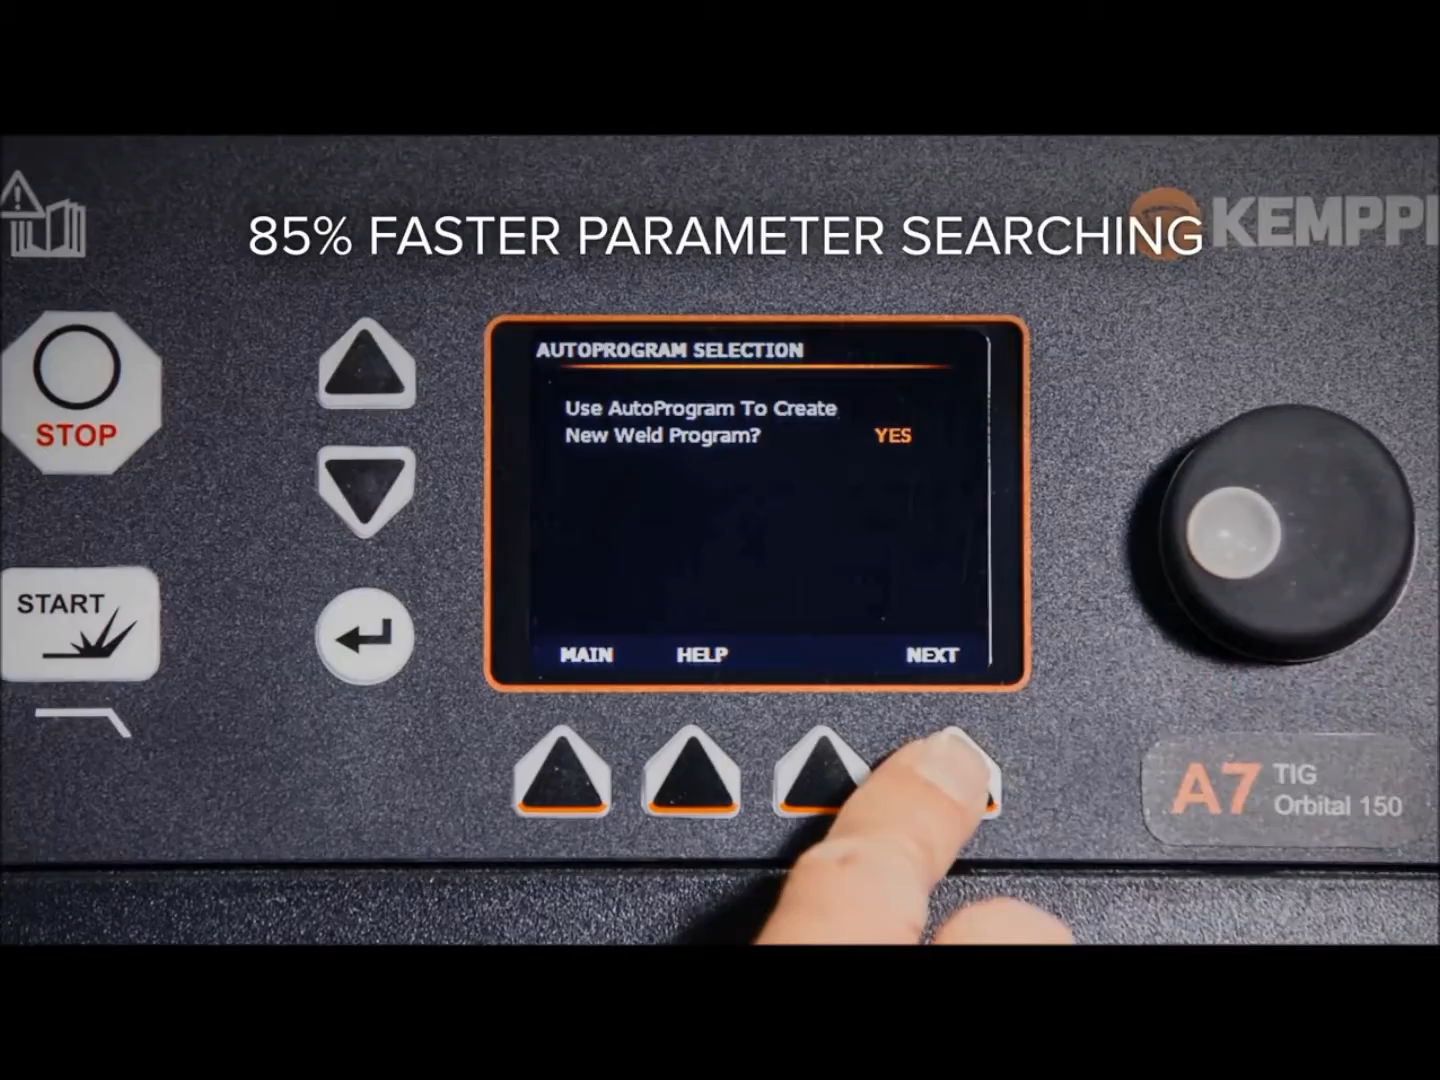 KEMPPI
85% FASTER PARAMETER SEARCHING
STOP
START
AUTOPROGRAM SELECTION
Use AutoProgram To Create
New Weld Program? YES
MAIN HELP NEXT
A7 TIG
Orbital 150